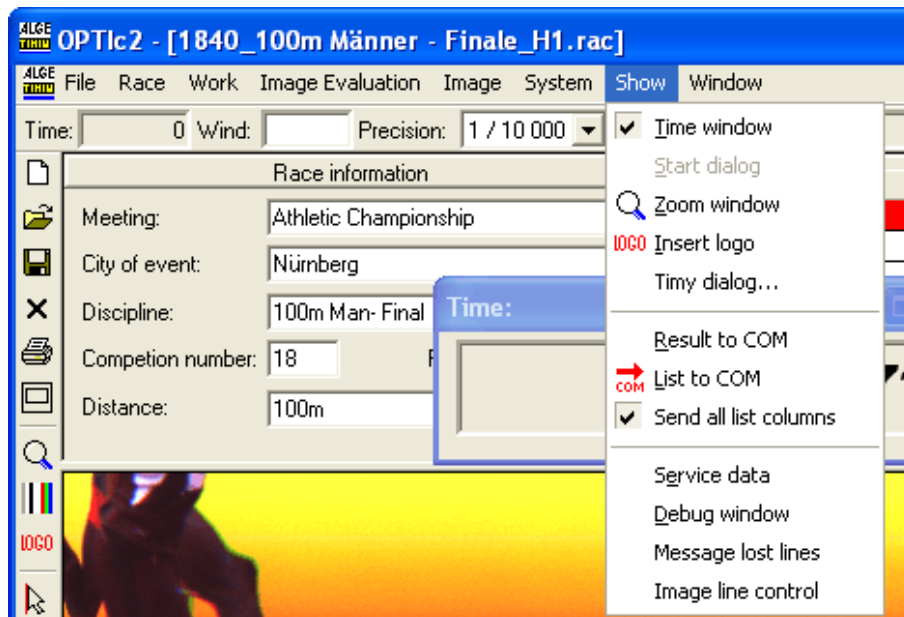 ALGE
TIMING OPTIc2 - [1840_100m Männer - Finale_H1.rac]
ALGE
TIMING File Race Work Image Evaluation Image System Show Window
Time: 0 Wind: Precision: 1 / 10 000
Race information
Meeting: Athletic Championship
City of event: Nürnberg
Discipline: 100m Man- Final
Competion number: 18
Distance: 100m
LOGO
Time:
Time window
Start dialog
Zoom window
LOGO Insert logo
Timy dialog...
Result to COM
COM List to COM
Send all list columns
Service data
Debug window
Message lost lines
Image line control